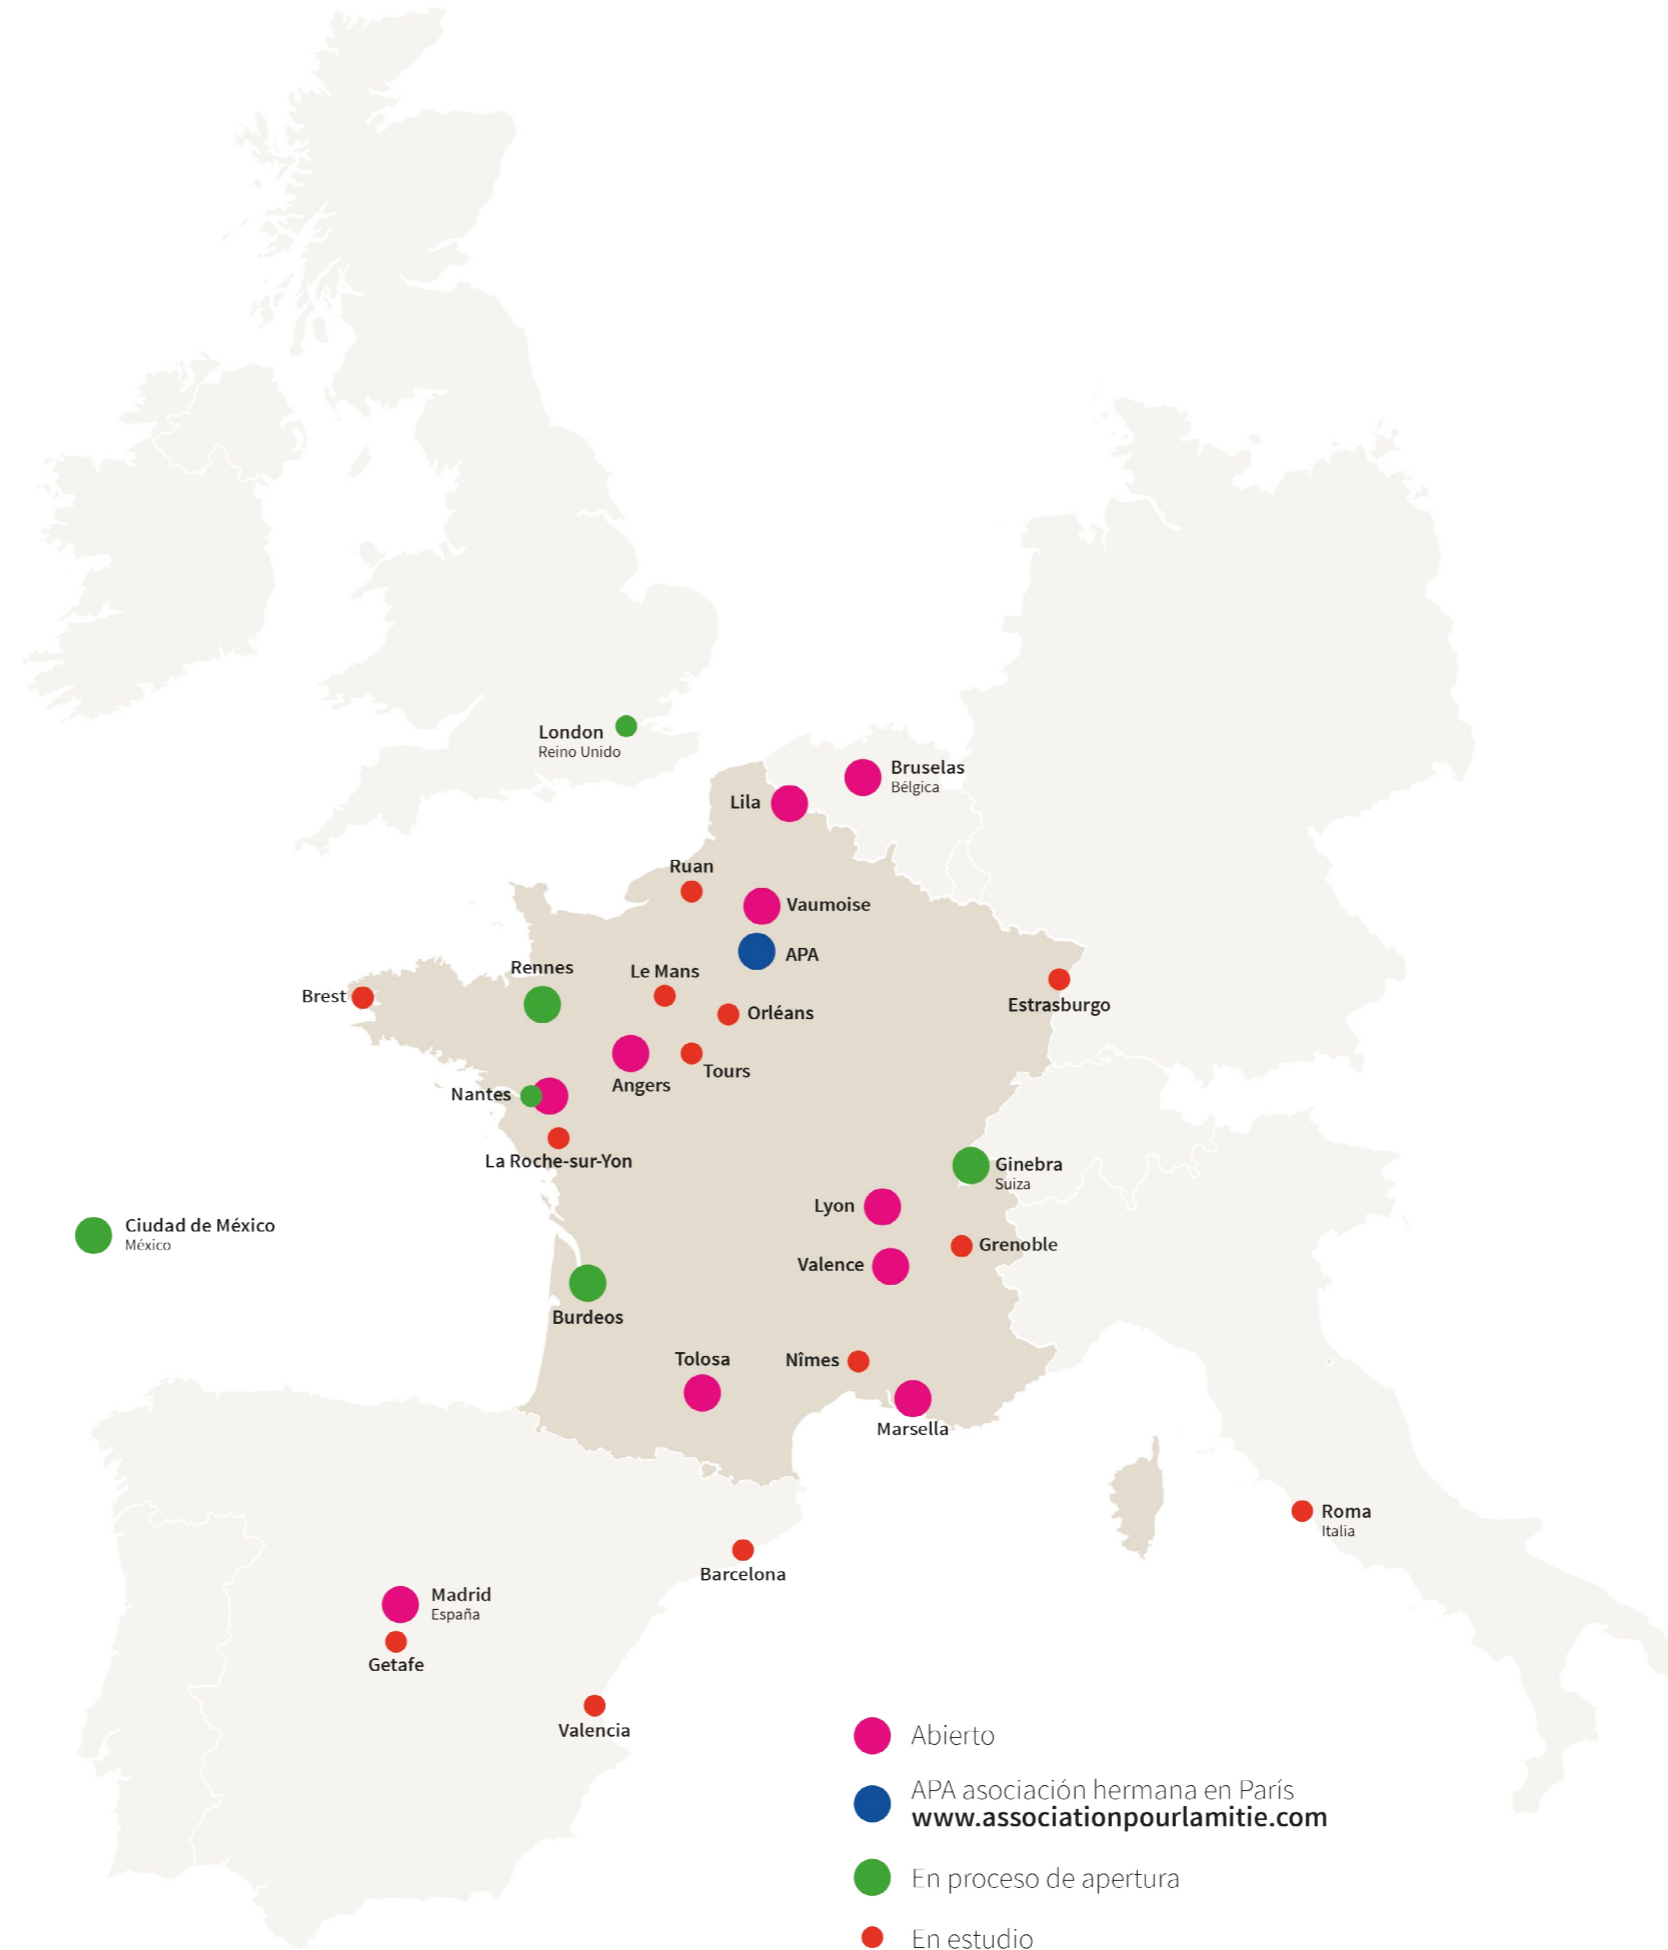 London
Reino Unido
Bruselas
Bélgica
Lila
Ruan
Vaumoise
APA
Rennes
Le Mans
Brest
Orléans
Estrasburgo
Tours
Angers
Nantes
La Roche-sur-Yon
Ginebra
Suiza
Lyon
Ciudad de México
México
Grenoble
Valence
Burdeos
Tolosa
Nîmes
Marsella
Roma
Italia
Barcelona
Madrid
España
Getafe
Valencia
Abierto
APA asociación hermana en París
www.associationpourlamitie.com
En proceso de apertura
En estudio